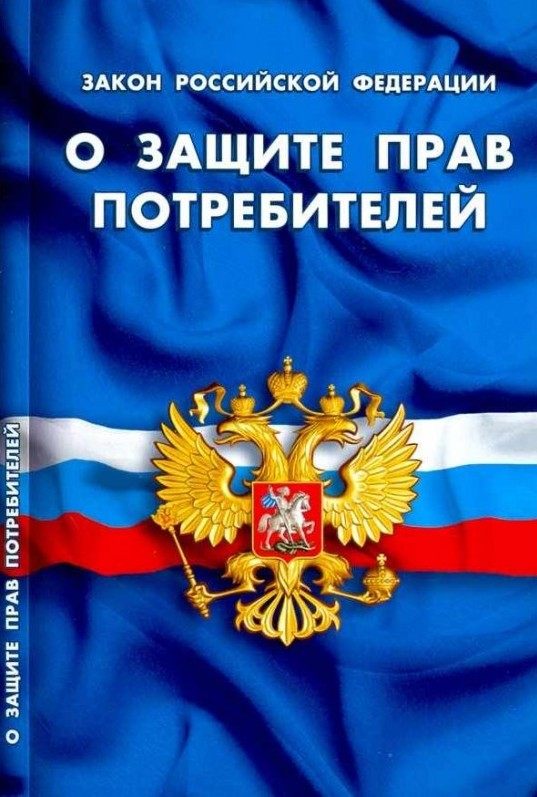 ЗАКОН РОССИЙСКОЙ ФЕДЕРАЦИИ
О ЗАЩИТЕ ПРАВ
ПОТРЕБИТЕЛЕЙ
О ЗАЩИТЕ ПРАВ ПОТРЕБИТЕЛЕЙ